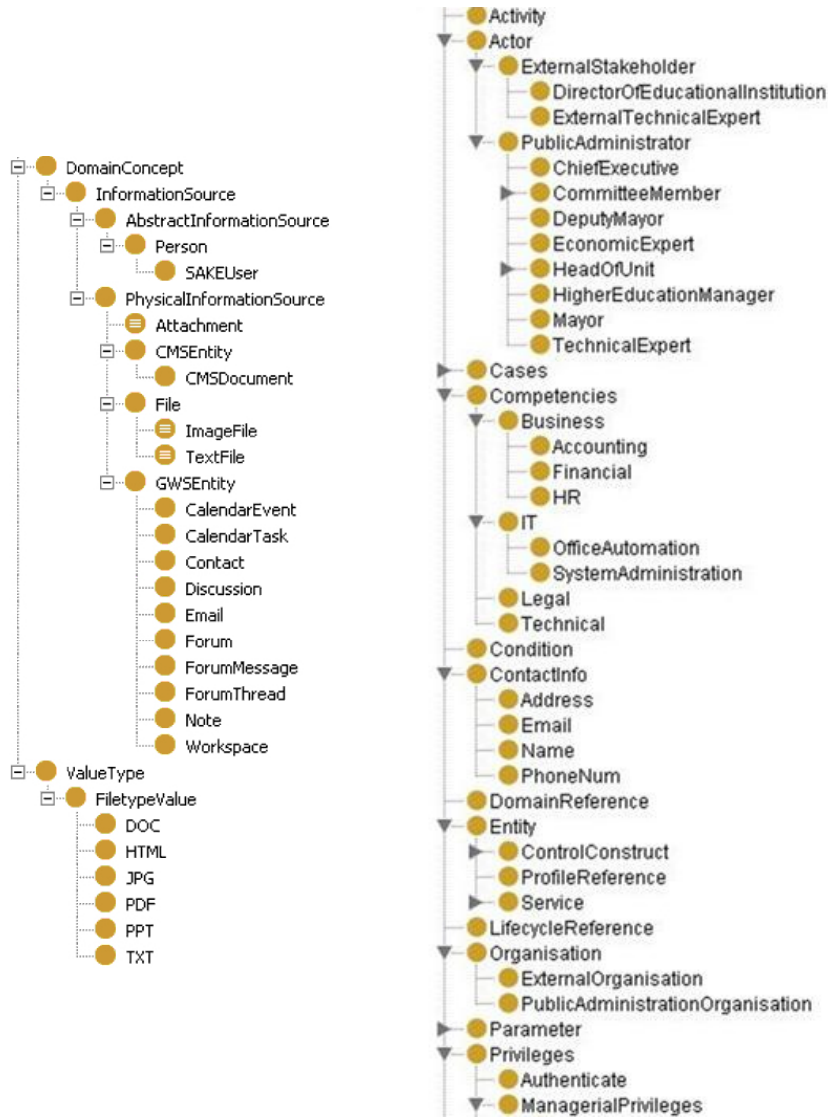 DomainConcept
InformationSource
AbstractInformationSource
Person
SAKEUser
PhysicalInformationSource
Attachment
CMSEntity
CMSDocument
File
ImageFile
TextFile
GWSEntity
CalendarEvent
CalendarTask
Contact
Discussion
Email
Forum
ForumMessage
ForumThread
Note
Workspace
ValueType
FiletypeValue
DOC
HTML
JPG
PDF
PPT
TXT
Activity
Actor
ExternalStakeholder
DirectorOfEducationalInstitution
ExternalTechnicalExpert
PublicAdministrator
ChiefExecutive
CommitteeMember
DeputyMayor
EconomicExpert
HeadOfUnit
HigherEducationManager
Mayor
TechnicalExpert
Cases
Competencies
Business
Accounting
Financial
HR
IT
OfficeAutomation
SystemAdministration
Legal
Technical
Condition
ContactInfo
Address
Email
Name
PhoneNum
DomainReference
Entity
ControlConstruct
ProfileReference
Service
LifecycleReference
Organisation
ExternalOrganisation
PublicAdministrationOrganisation
Parameter
Privileges
Authenticate
ManagerialPrivileges